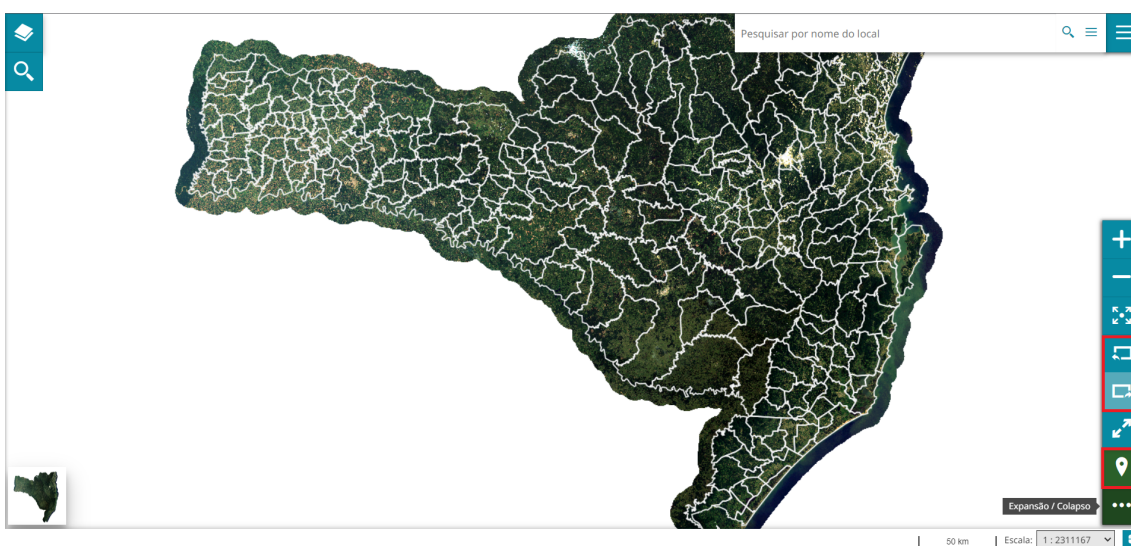 Pesquisar por nome do local
Expansão / Colapso
50 km
Escala:
1 : 2311167